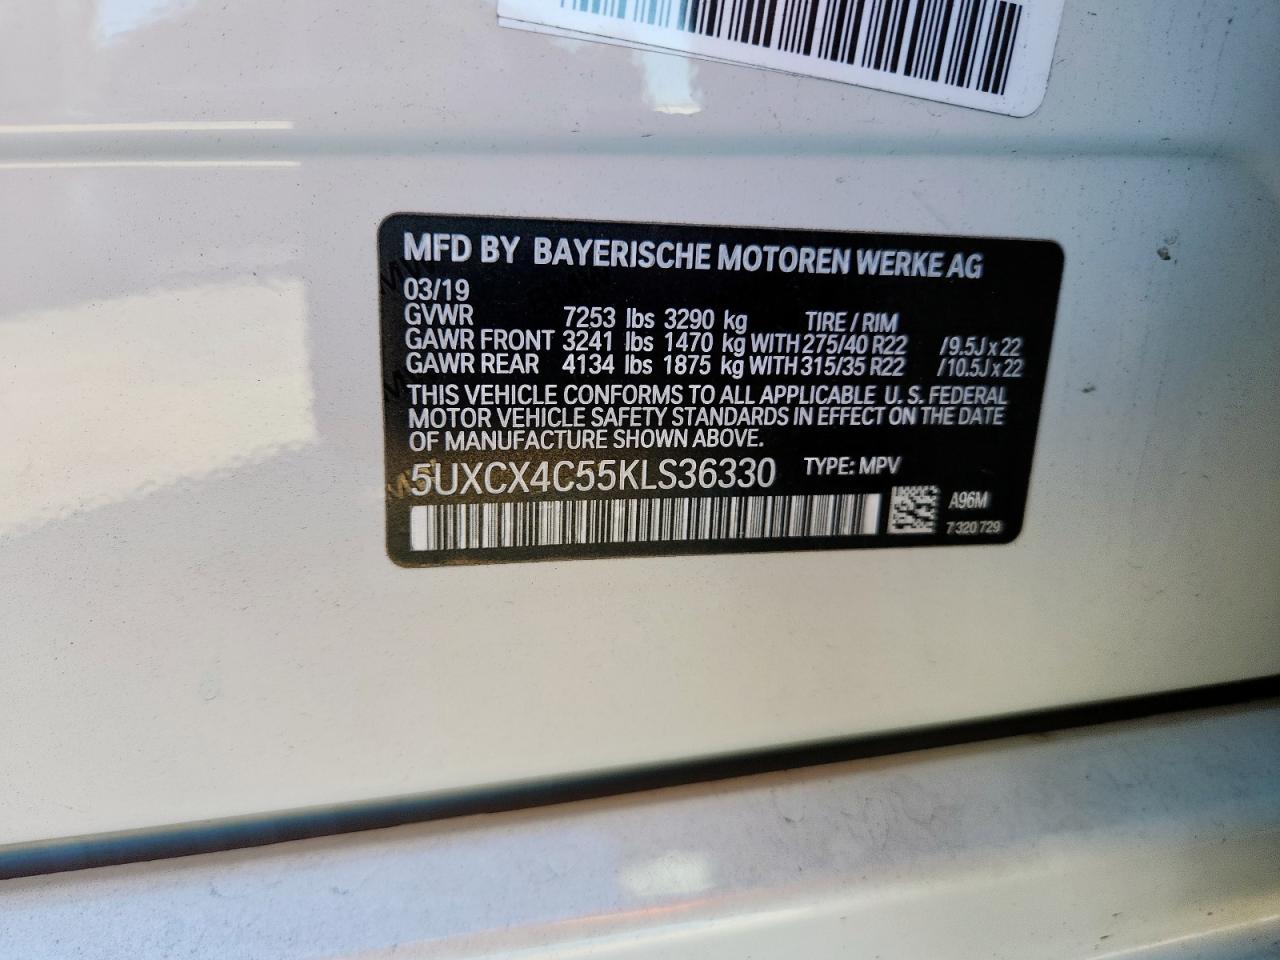 MFD BY BAYERISCHE MOTOREN WERKE AG
03/19
GVWR 7253 lbs 3290 kg TIRE / RIM
GAWR FRONT 3241 lbs 1470 kg WITH 275/40 R22 /9.5J x 22
GAWR REAR 4134 lbs 1875 kg WITH 315/35 R22 /10.5J x 22
THIS VEHICLE CONFORMS TO ALL APPLICABLE U. S. FEDERAL
MOTOR VEHICLE SAFETY STANDARDS IN EFFECT ON THE DATE
OF MANUFACTURE SHOWN ABOVE.
5UXCX4C55KLS36330 TYPE: MPV
A96M
7 320 729